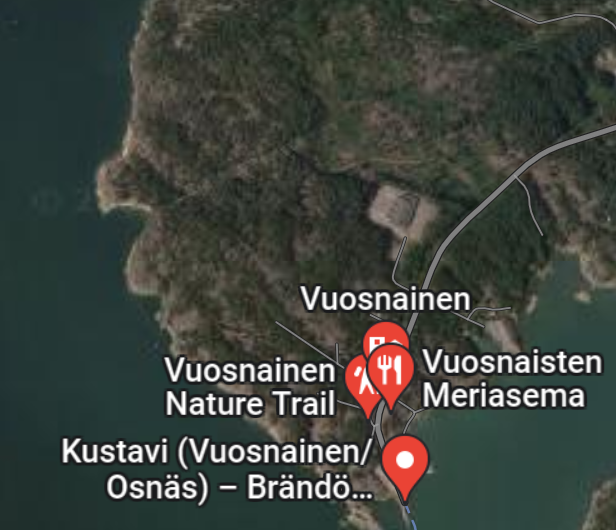 Vuosnainen
Vuosnainen
Nature Trail
Vuosnaisten
Meriasema
Kustavi (Vuosnainen/
Osnäs) – Brändö...